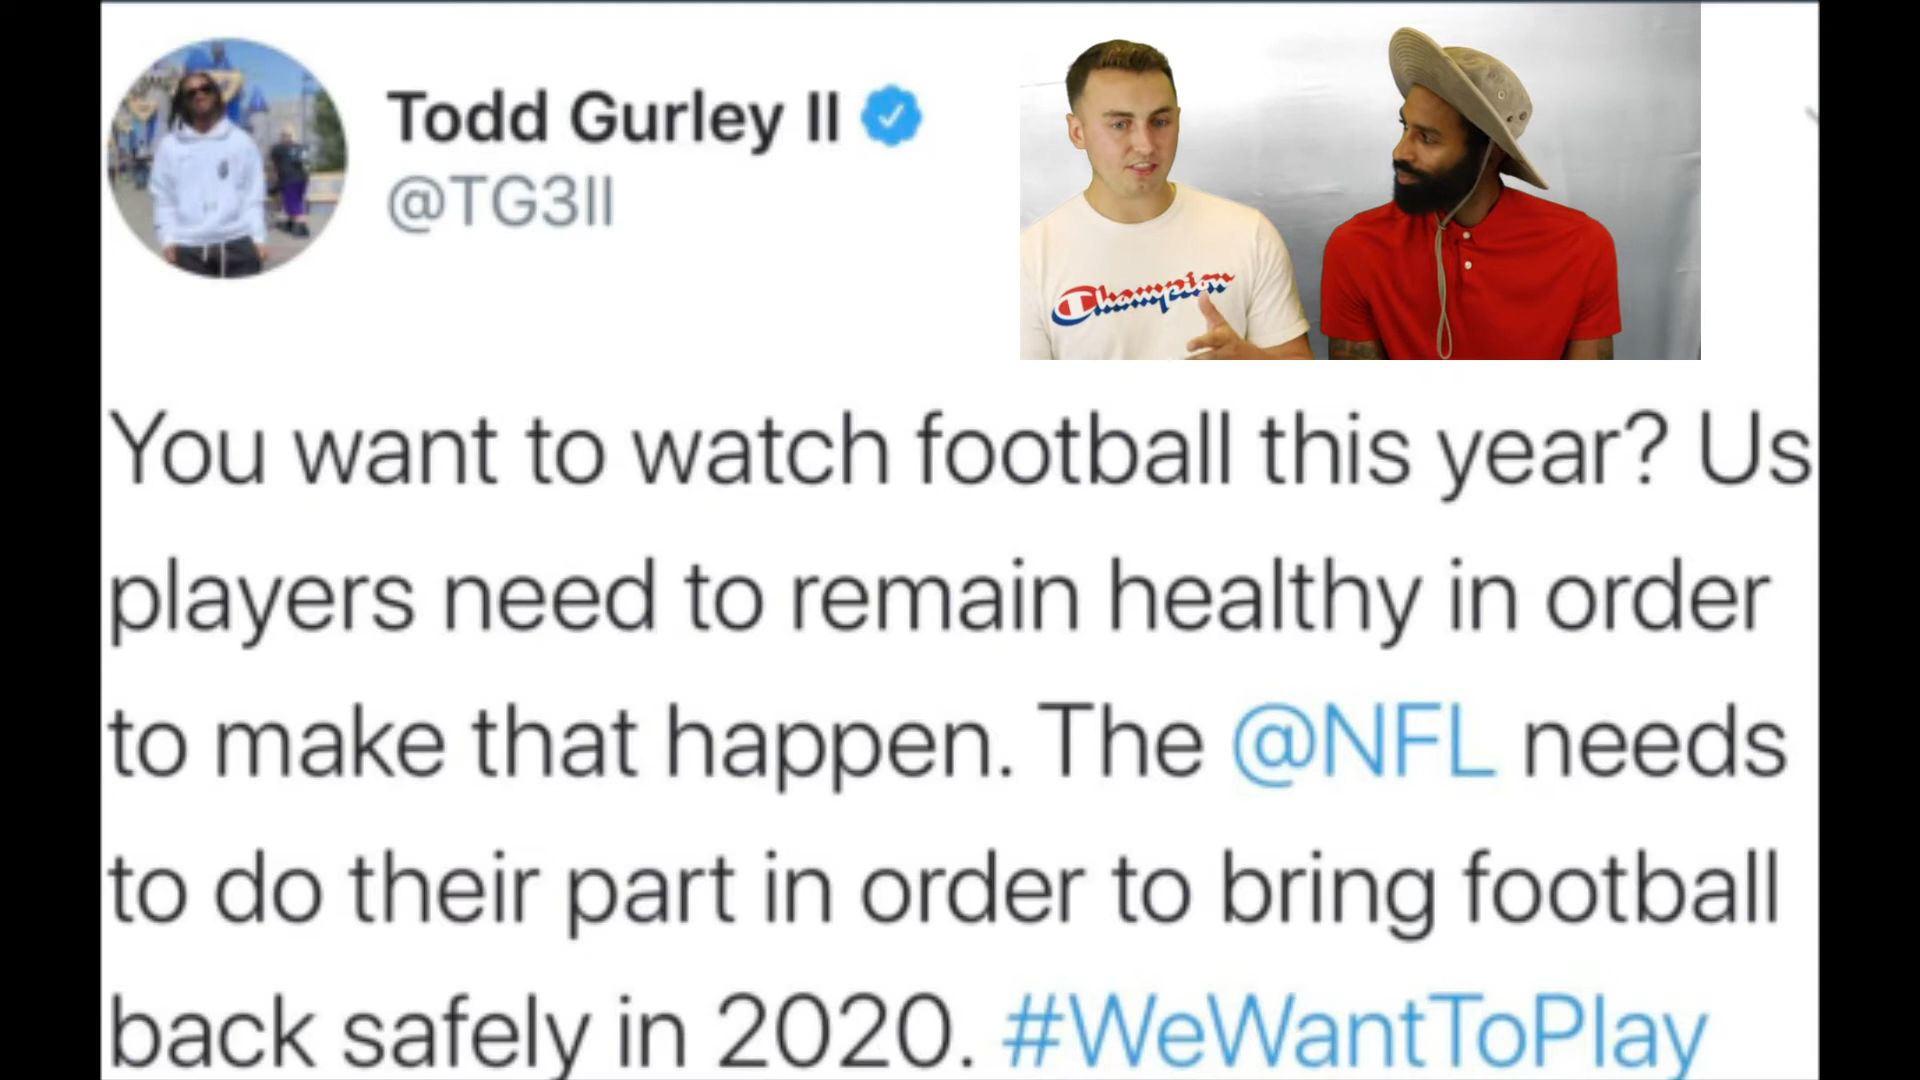 Todd Gurley II
@TG3II
Champion
You want to watch football this year? Us
players need to remain healthy in order
to make that happen. The @NFL needs
to do their part in order to bring football
back safely in 2020. #WeWantToPlay